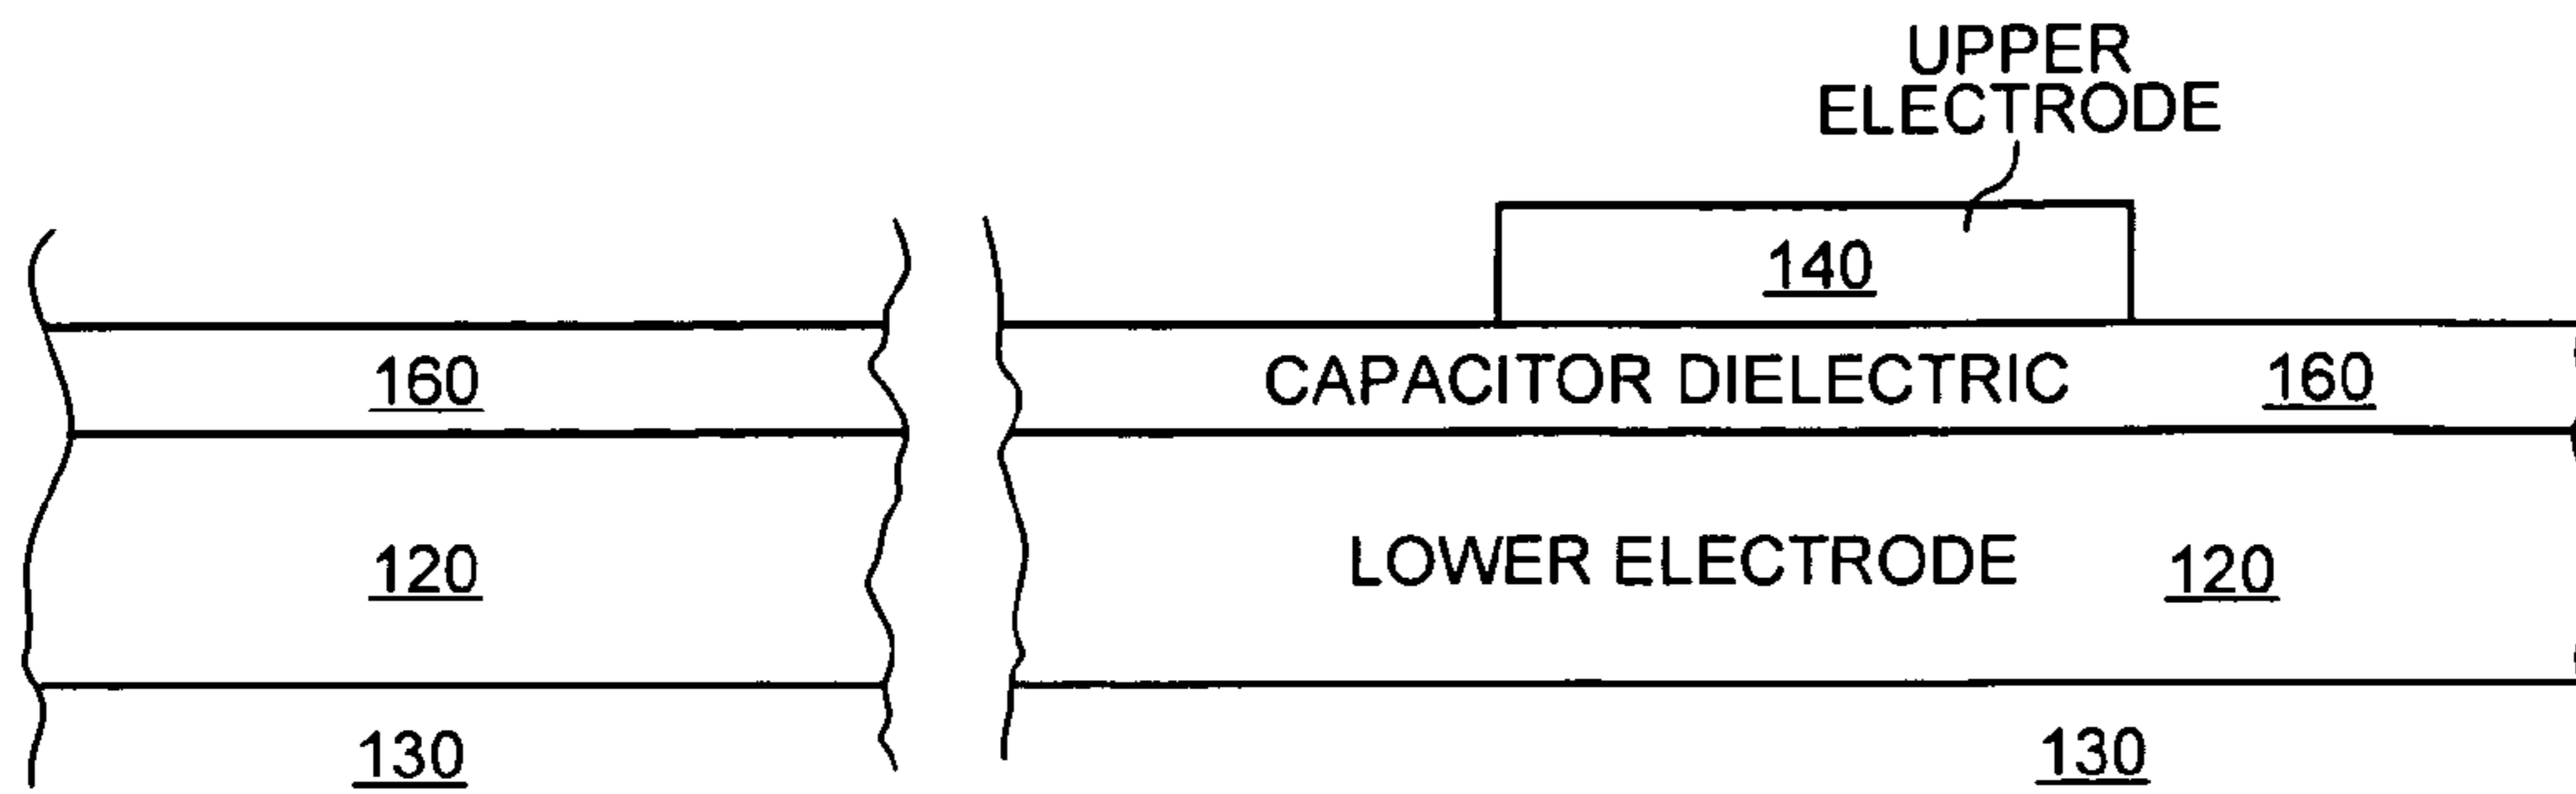 UPPER
ELECTRODE
140
160
CAPACITOR DIELECTRIC 160
120
LOWER ELECTRODE 120
130
130